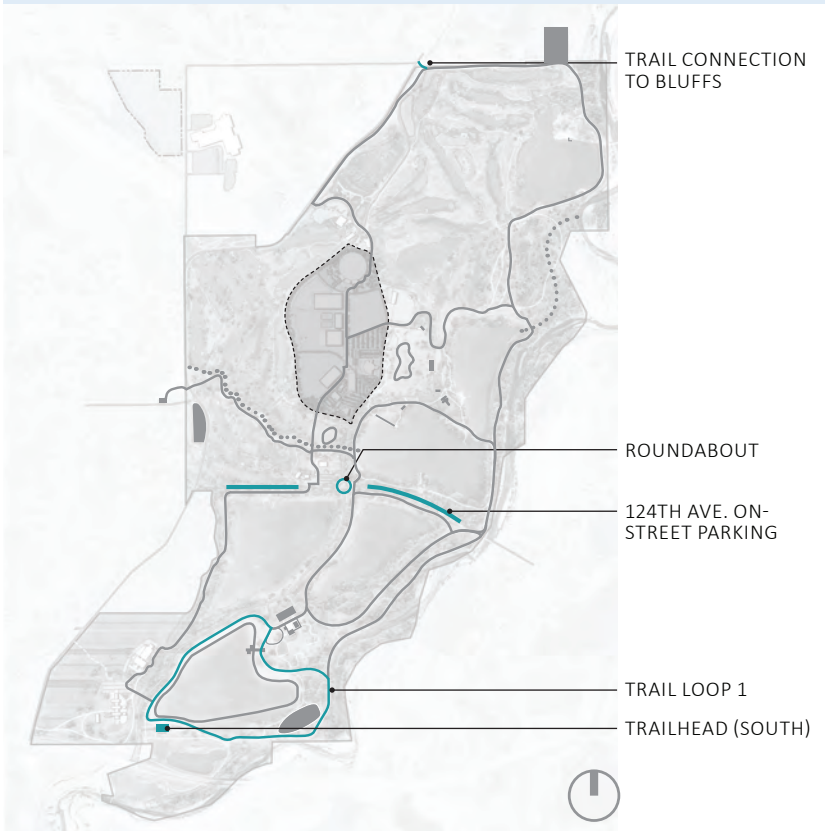 TRAIL CONNECTION
TO BLUFFS
ROUNDABOUT
124TH AVE. ON-
STREET PARKING
TRAIL LOOP 1
TRAILHEAD (SOUTH)